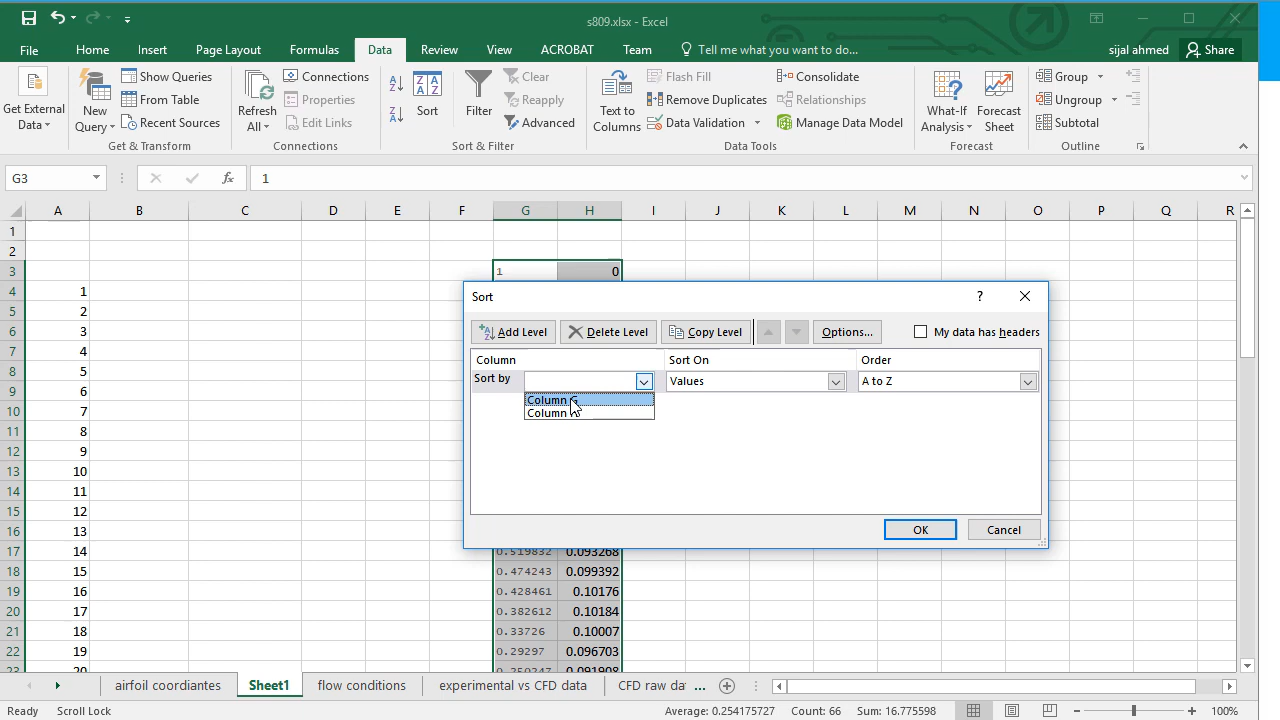 s809.xlsx - Excel
File Home Insert Page Layout Formulas Data Review View ACROBAT Team Tell me what you want to do... sijal ahmed Share
Get External Data
New Query
Show Queries
From Table
Recent Sources
Get & Transform
Refresh All
Connections
Properties
Edit Links
Connections
Sort
Filter
Clear
Reapply
Advanced
Sort & Filter
Text to Columns
Flash Fill
Remove Duplicates
Data Validation
Consolidate
Relationships
Manage Data Model
Data Tools
What-If Analysis
Forecast Sheet
Forecast
Group
Ungroup
Subtotal
Outline
G3 fx 1
A B C D E F G H I J K L M N O P Q R
1
2
3 1 0
4 1
5 2
6 3
7 4
8 5
9 6
10 7
11 8
12 9
13 10
14 11
15 12
16 13
17 14 0.519832 0.093268
18 15 0.474243 0.099392
19 16 0.428461 0.10176
20 17 0.382612 0.10184
21 18 0.33726 0.10007
22 19 0.29297 0.096703
23 20 0.250247 0.091908
Sort ?
Add Level Delete Level Copy Level Options... My data has headers
Column Sort On Order
Sort by Values A to Z
Column G
Column
OK Cancel
airfoil coordiantes Sheet1 flow conditions experimental vs CFD data CFD raw da ...
Ready Scroll Lock Average: 0.254175727 Count: 66 Sum: 16.775598 100%